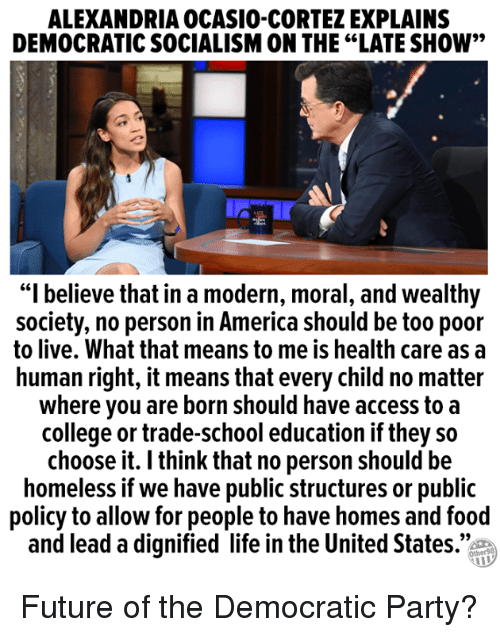 ALEXANDRIA OCASIO-CORTEZ EXPLAINS
DEMOCRATIC SOCIALISM ON THE “LATE SHOW”
“I believe that in a modern, moral, and wealthy
society, no person in America should be too poor
to live. What that means to me is health care as a
human right, it means that every child no matter
where you are born should have access to a
college or trade-school education if they so
choose it. I think that no person should be
homeless if we have public structures or public
policy to allow for people to have homes and food
and lead a dignified life in the United States.”
Other98
Future of the Democratic Party?